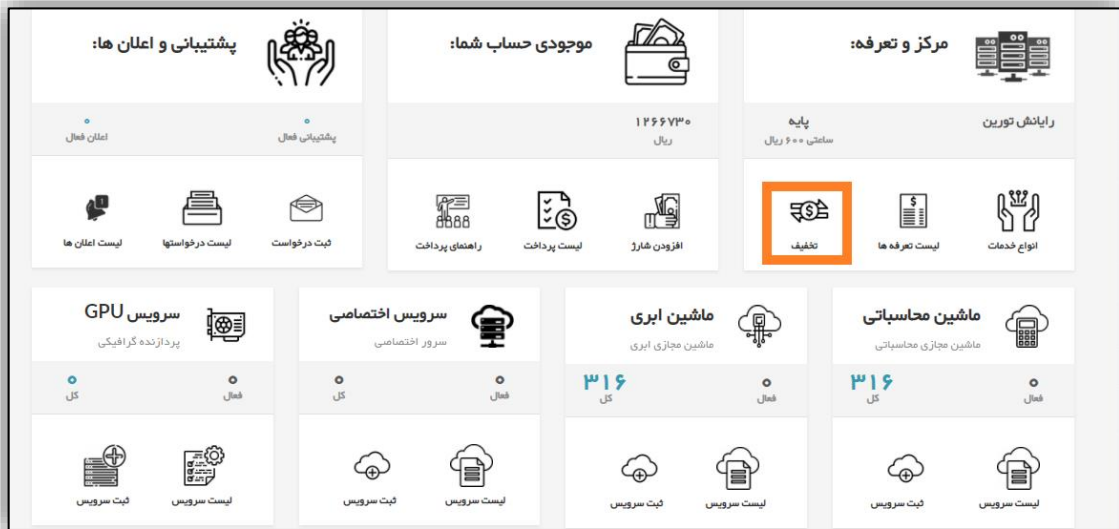 مرکز و تعرفه:
رایانش تورین
پایه
ساعتی ۶۰۰ ریال
انواع خدمات
لیست تعرفه ها
تخفیف
موجودی حساب شما:
۱۲۶۶۷۳۰
ریال
افزودن شارژ
لیست پرداخت
راهنمای پرداخت
پشتیبانی و اعلان ها:
۰
پشتیبانی فعال
۰
اعلان فعال
ثبت درخواست
لیست درخواستها
لیست اعلان ها
ماشین محاسباتی
ماشین مجازی محاسباتی
۰
فعال
۳۱۶
کل
لیست سرویس
ثبت سرویس
ماشین ابری
ماشین مجازی ابری
۰
فعال
۳۱۶
کل
لیست سرویس
ثبت سرویس
سرویس اختصاصی
سرور اختصاصی
۰
فعال
۰
کل
لیست سرویس
ثبت سرویس
سرویس GPU
پردازنده گرافیکی
۰
فعال
۰
کل
لیست سرویس
ثبت سرویس